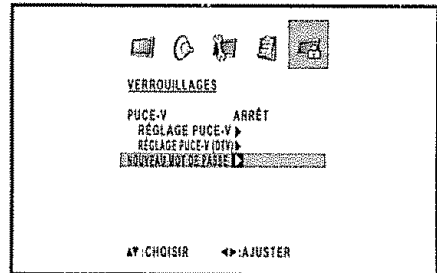 VERROUILLAGES
PUCE-V ARRÊT
RÉGLAGE PUCE-V ▶
RÉGLAGE PUCE-V (DTV) ▶
NOUVEAU MOT DE PASSE ▶
▲▼:CHOISIR ◀▶:AJUSTER